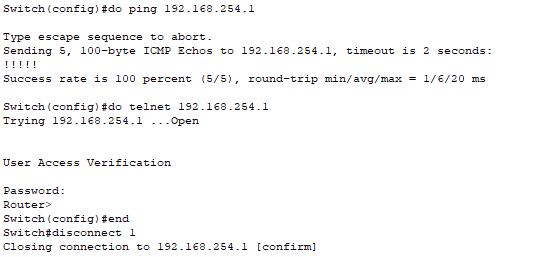 Switch(config)#do ping 192.168.254.1
Type escape sequence to abort.
Sending 5, 100-byte ICMP Echos to 192.168.254.1, timeout is 2 seconds:
!!!!!
Success rate is 100 percent (5/5), round-trip min/avg/max = 1/6/20 ms
Switch(config)#do telnet 192.168.254.1
Trying 192.168.254.1 ...Open
User Access Verification
Password:
Router>
Switch(config)#end
Switch#disconnect 1
Closing connection to 192.168.254.1 [confirm]